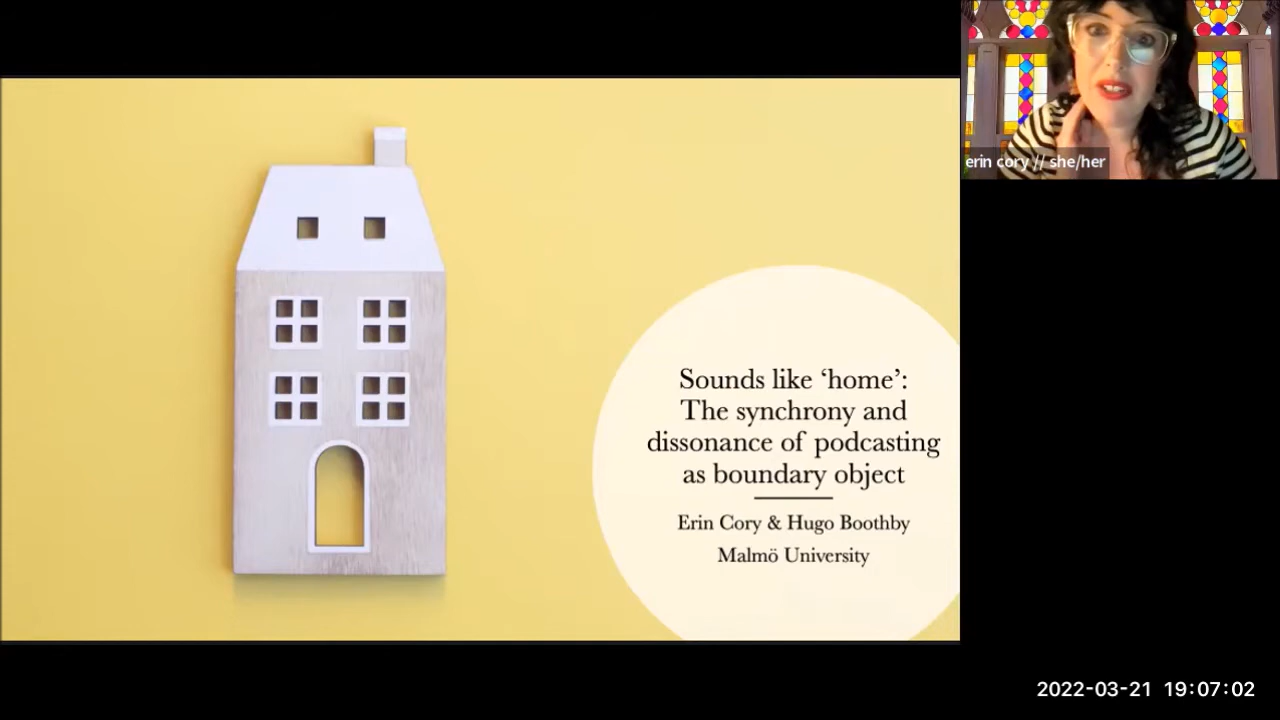 erin cory // she/her
Sounds like ‘home’:
The synchrony and
dissonance of podcasting
as boundary object
Erin Cory & Hugo Boothby
Malmö University
2022-03-21 19:07:02